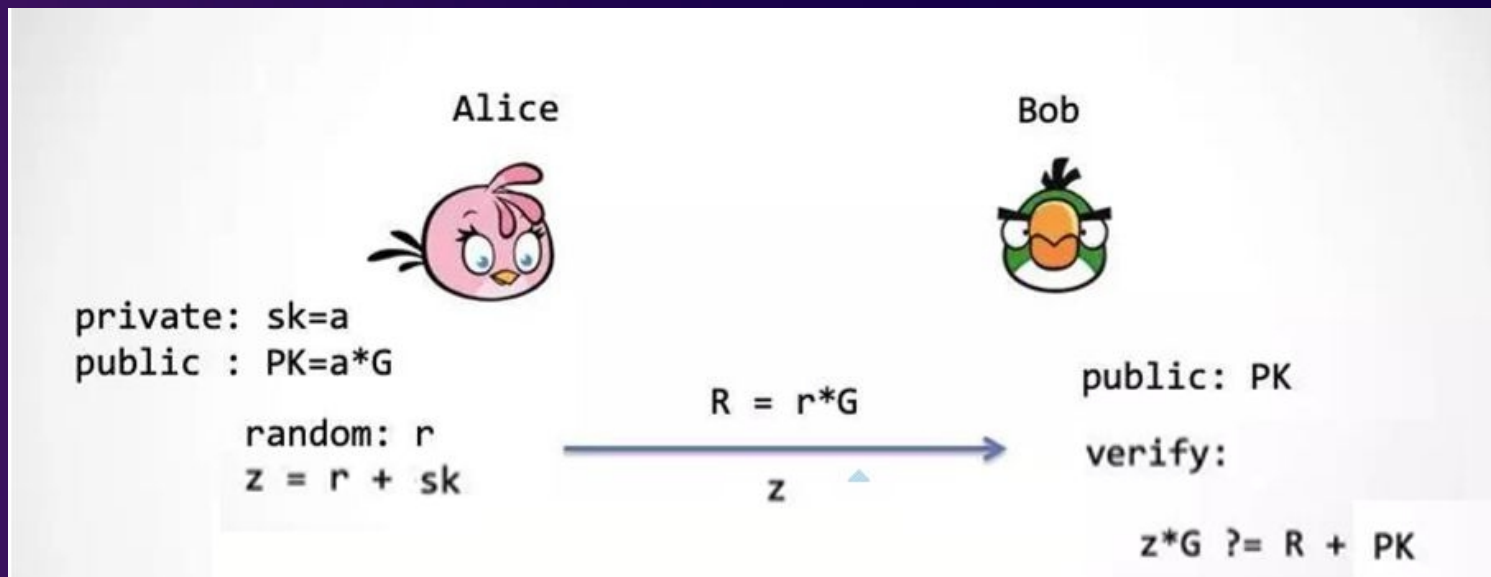 Alice
Bob
private: sk=a
public : PK=a*G
random: r
z = r + sk
R = r*G
z
public: PK
verify:
z*G ?= R + PK